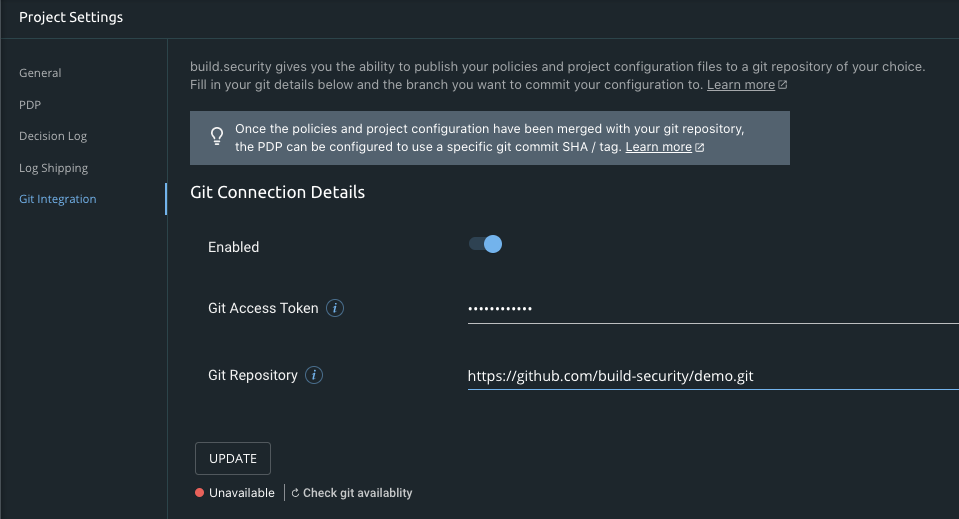 Project Settings
General
PDP
Decision Log
Log Shipping
Git Integration
build.security gives you the ability to publish your policies and project configuration files to a git repository of your choice.
Fill in your git details below and the branch you want to commit your configuration to. Learn more
Once the policies and project configuration have been merged with your git repository,
the PDP can be configured to use a specific git commit SHA / tag. Learn more
Git Connection Details
Enabled
Git Access Token i
••••••••••••
Git Repository i
https://github.com/build-security/demo.git
UPDATE
Unavailable
Check git availablity